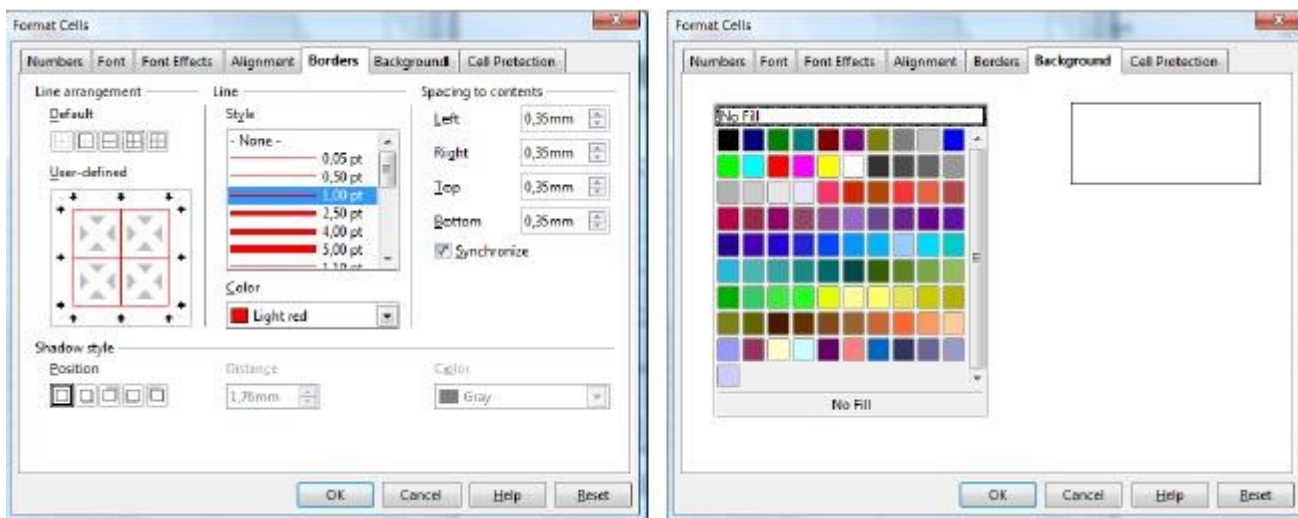 Format Cells
Numbers Font Font Effects Alignment Borders Background Cell Protection
Line arrangement
Default
User-defined
Line
Style
- None -
0,05 pt
0,50 pt
1,00 pt
2,50 pt
4,00 pt
5,00 pt
1,10 pt
Color
Light red
Spacing to contents
Left 0,35mm
Right 0,35mm
Top 0,35mm
Bottom 0,35mm
Synchronize
Shadow style
Position
Distance
1,76mm
Color
Gray
OK Cancel Help Reset
Format Cells
Numbers Font Font Effects Alignment Borders Background Cell Protection
No Fill
No Fill
OK Cancel Help Reset